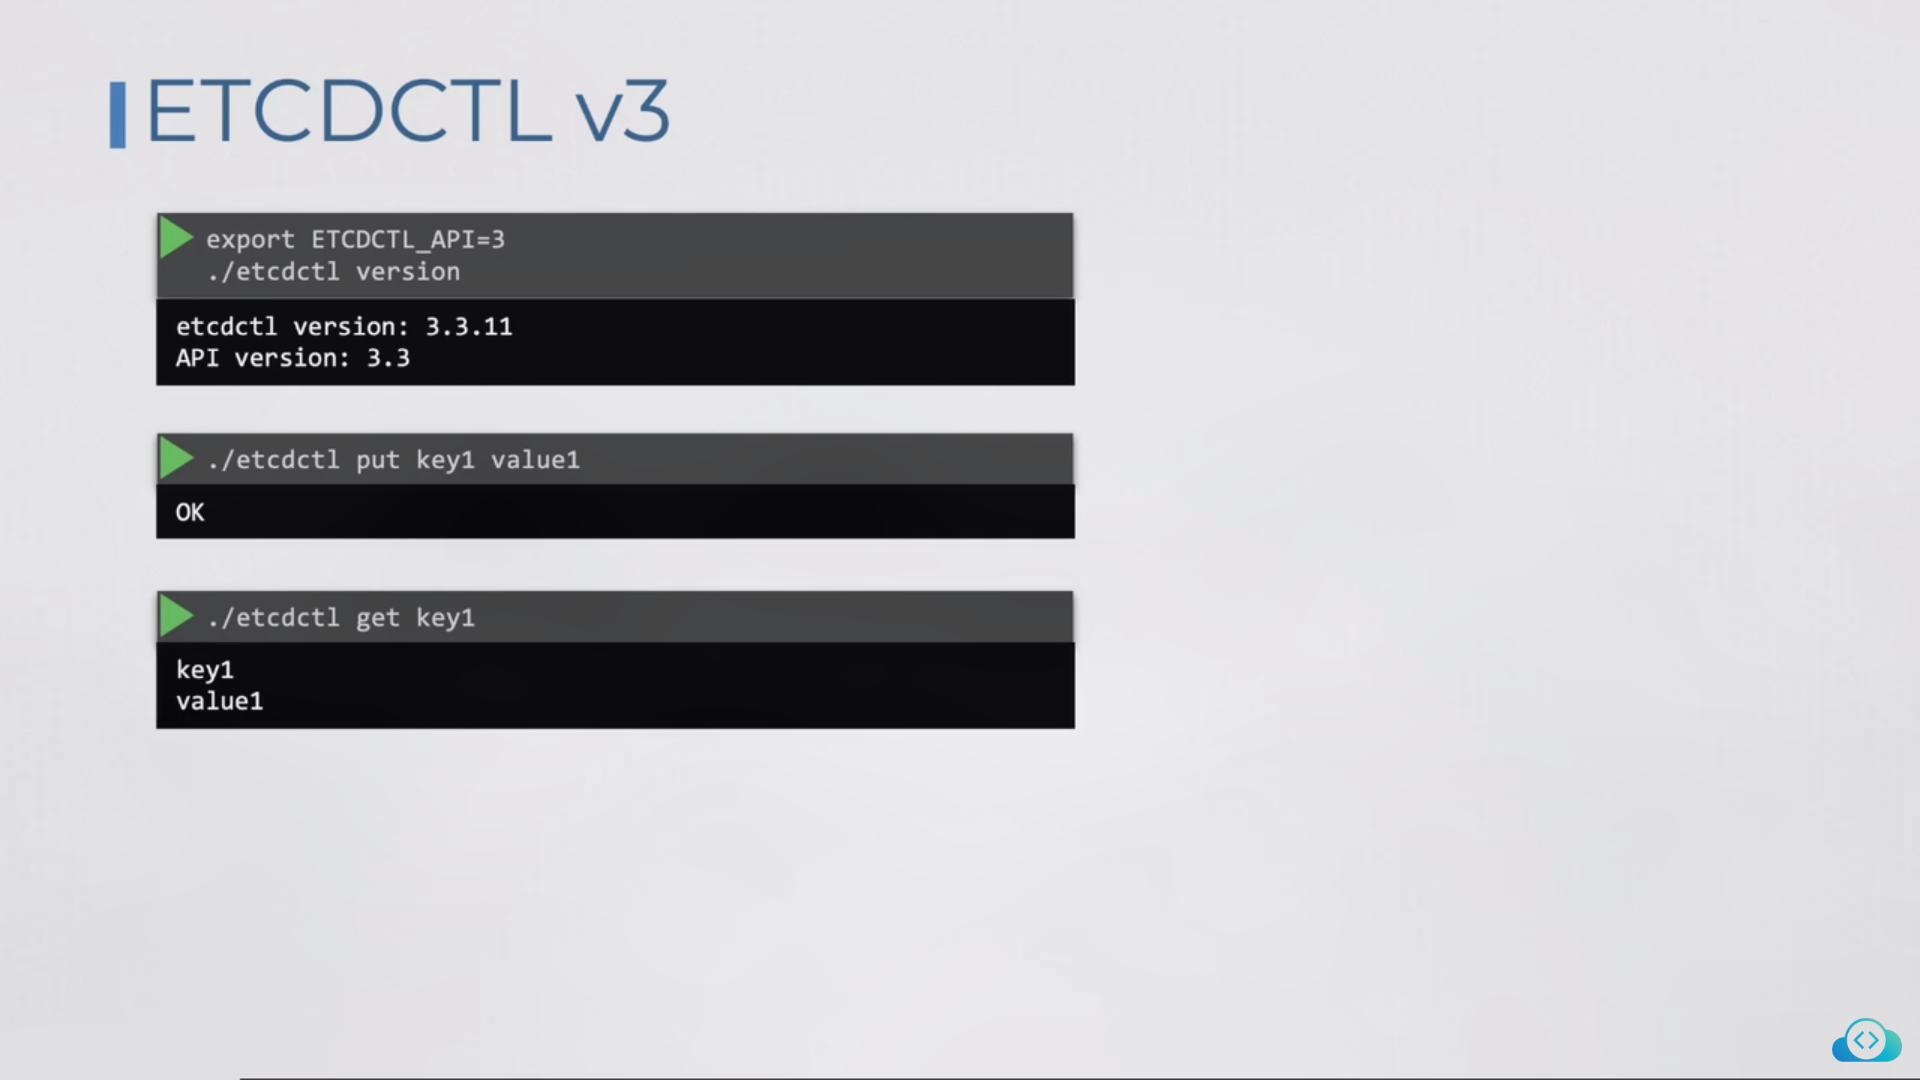 ETCDCTL v3
export ETCDCTL_API=3
./etcdctl version
etcdctl version: 3.3.11
API version: 3.3
./etcdctl put key1 value1
OK
./etcdctl get key1
key1
value1